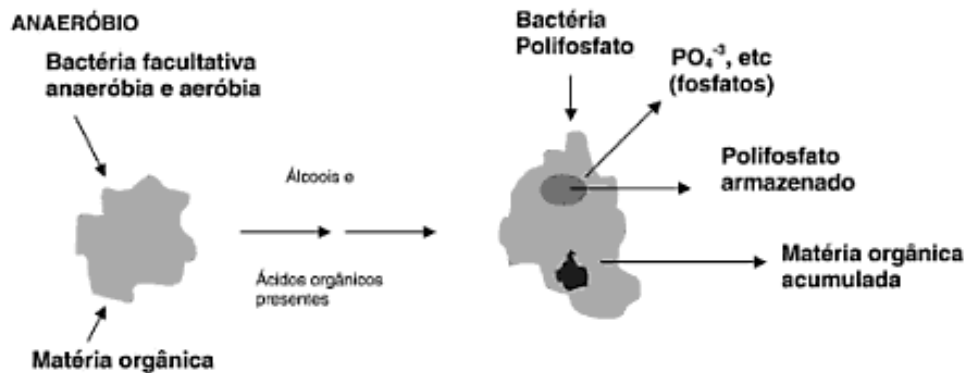 ANAERÓBIO
Bactéria facultativa
anaeróbia e aeróbia
Matéria orgânica
Álcoois e
Ácidos orgânicos
presentes
Bactéria
Polifosfato
PO₄⁻³, etc
(fosfatos)
Polifosfato
armazenado
Matéria orgânica
acumulada